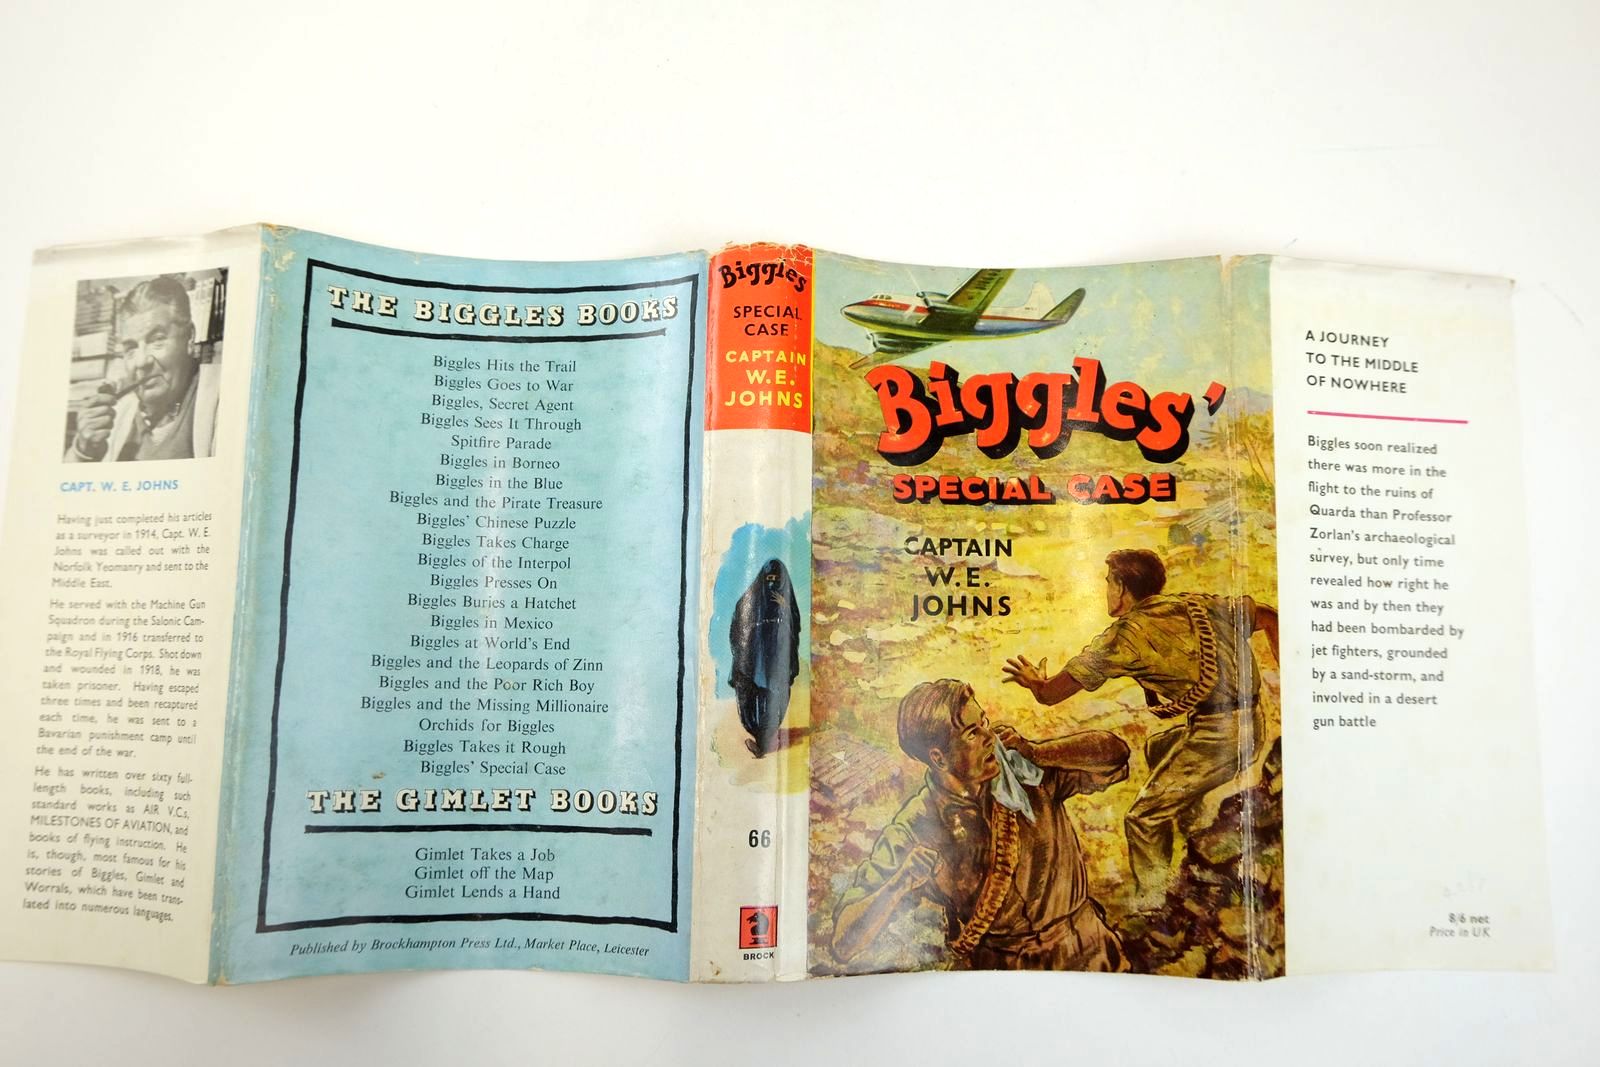 CAPT. W. E. JOHNS
Having just completed his articles
as a surveyor in 1914, Capt. W. E.
Johns was called out with the
Norfolk Yeomanry and sent to the
Middle East.
He served with the Machine Gun
Squadron during the Salonic Cam-
paign and in 1916 transferred to
the Royal Flying Corps. Shot down
and wounded in 1918, he was
taken prisoner. Having escaped
three times and been recaptured
each time, he was sent to a
Bavarian punishment camp until
the end of the war.
He has written over sixty full-
length books, including such
standard works as AIR V.C.s,
MILESTONES OF AVIATION, and
books of flying instruction. He
is, though, most famous for his
stories of Biggles, Gimlet and
Worrals, which have been trans-
lated into numerous languages.
THE BIGGLES BOOKS
Biggles Hits the Trail
Biggles Goes to War
Biggles, Secret Agent
Biggles Sees It Through
Spitfire Parade
Biggles in Borneo
Biggles in the Blue
Biggles and the Pirate Treasure
Biggles' Chinese Puzzle
Biggles Takes Charge
Biggles of the Interpol
Biggles Presses On
Biggles Buries a Hatchet
Biggles in Mexico
Biggles at World's End
Biggles and the Leopards of Zinn
Biggles and the Poor Rich Boy
Biggles and the Missing Millionaire
Orchids for Biggles
Biggles Takes it Rough
Biggles' Special Case
THE GIMLET BOOKS
Gimlet Takes a Job
Gimlet off the Map
Gimlet Lends a Hand
Published by Brockhampton Press Ltd., Market Place, Leicester
Biggles
SPECIAL
CASE
CAPTAIN
W.E.
JOHNS
66
BROCK
Biggles'
SPECIAL CASE
CAPTAIN
W.E.
JOHNS
A JOURNEY
TO THE MIDDLE
OF NOWHERE
Biggles soon realized
there was more in the
flight to the ruins of
Quarda than Professor
Zorlan's archaeological
survey, but only time
revealed how right he
was and by then they
had been bombarded by
jet fighters, grounded
by a sand-storm, and
involved in a desert
gun battle
8/6 net
Price in UK